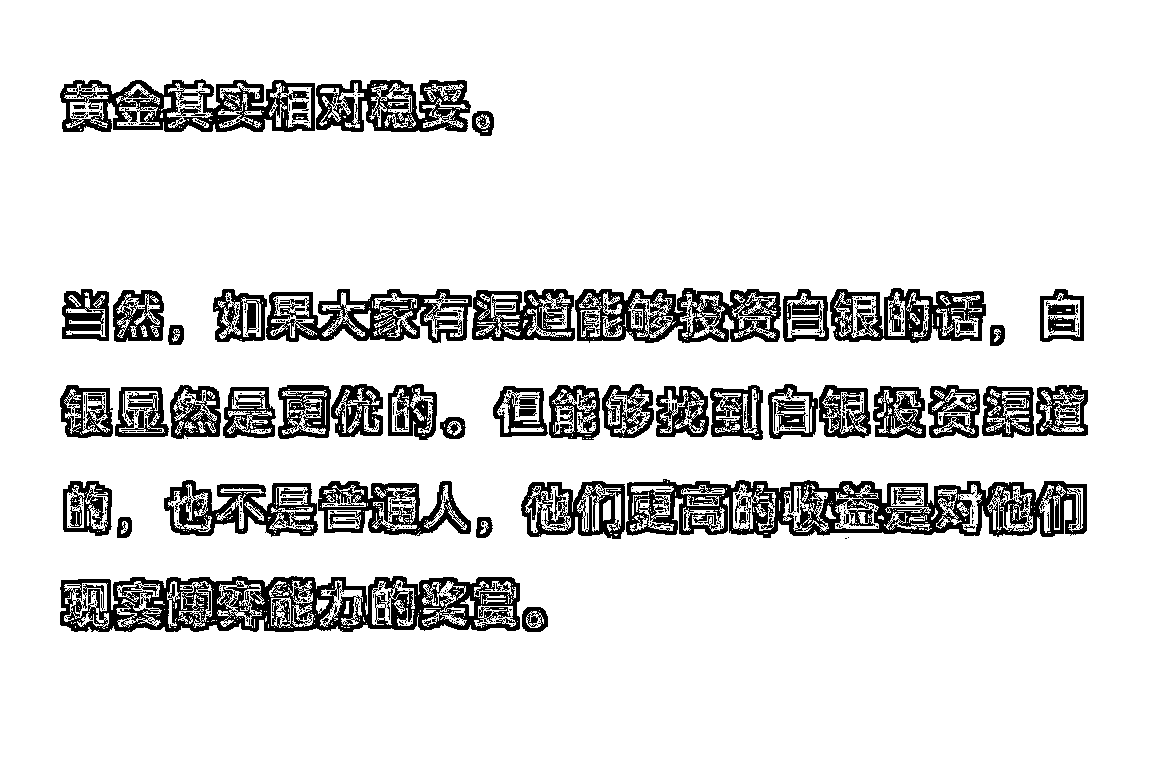 黄金其实相对稳妥。
当然，如果大家有渠道能够投资白银的话，白
银显然是更优的。但能够找到白银投资渠道
的，也不是普通人，他们更高的收益是对他们
现实博弈能力的奖赏。